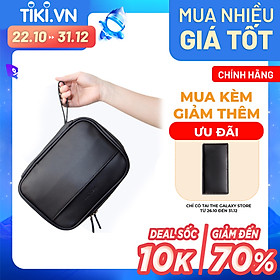 TIKI.VN
22.10 - 31.12
MUA NHIỀU
GIÁ TỐT
CHÍNH HÃNG
MUA KÈM
GIẢM THÊM
ƯU ĐÃI
CHỈ CÓ TẠI THE GALAXY STORE
TỪ 26.10 ĐẾN 31.12
DEAL SỐC
10K
GIẢM ĐẾN
70%